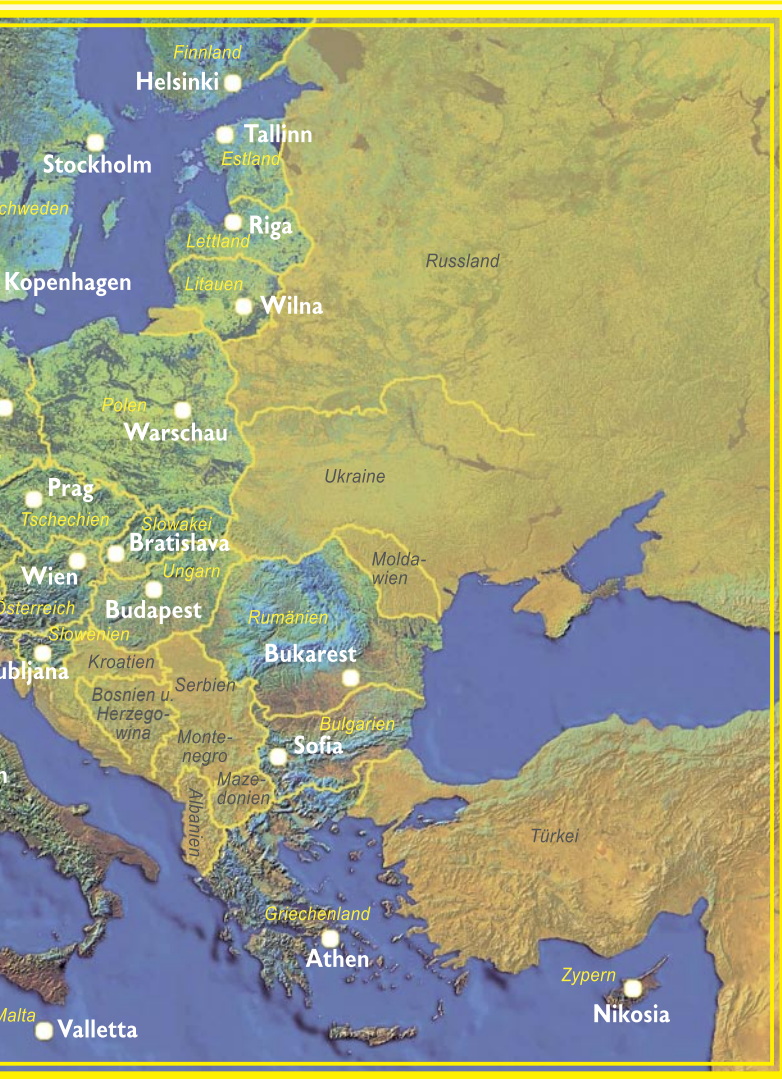 Finnland
Helsinki
Tallinn
Estland
Stockholm
chweden
Riga
Lettland
Russland
Kopenhagen
Litauen
Wilna
Polen
Warschau
Ukraine
Prag
Tschechien
Slowakei
Bratislava
Wien
Ungarn
Molda-
wien
Österreich
Budapest
Rumänien
Slowenien
ubljana
Kroatien
Bukarest
Serbien
Bosnien u.
Herzego-
wina
Bulgarien
Sofia
Monte-
negro
Maze-
donien
n
Albanien
Türkei
Griechenland
Athen
Zypern
Nikosia
Malta
Valletta